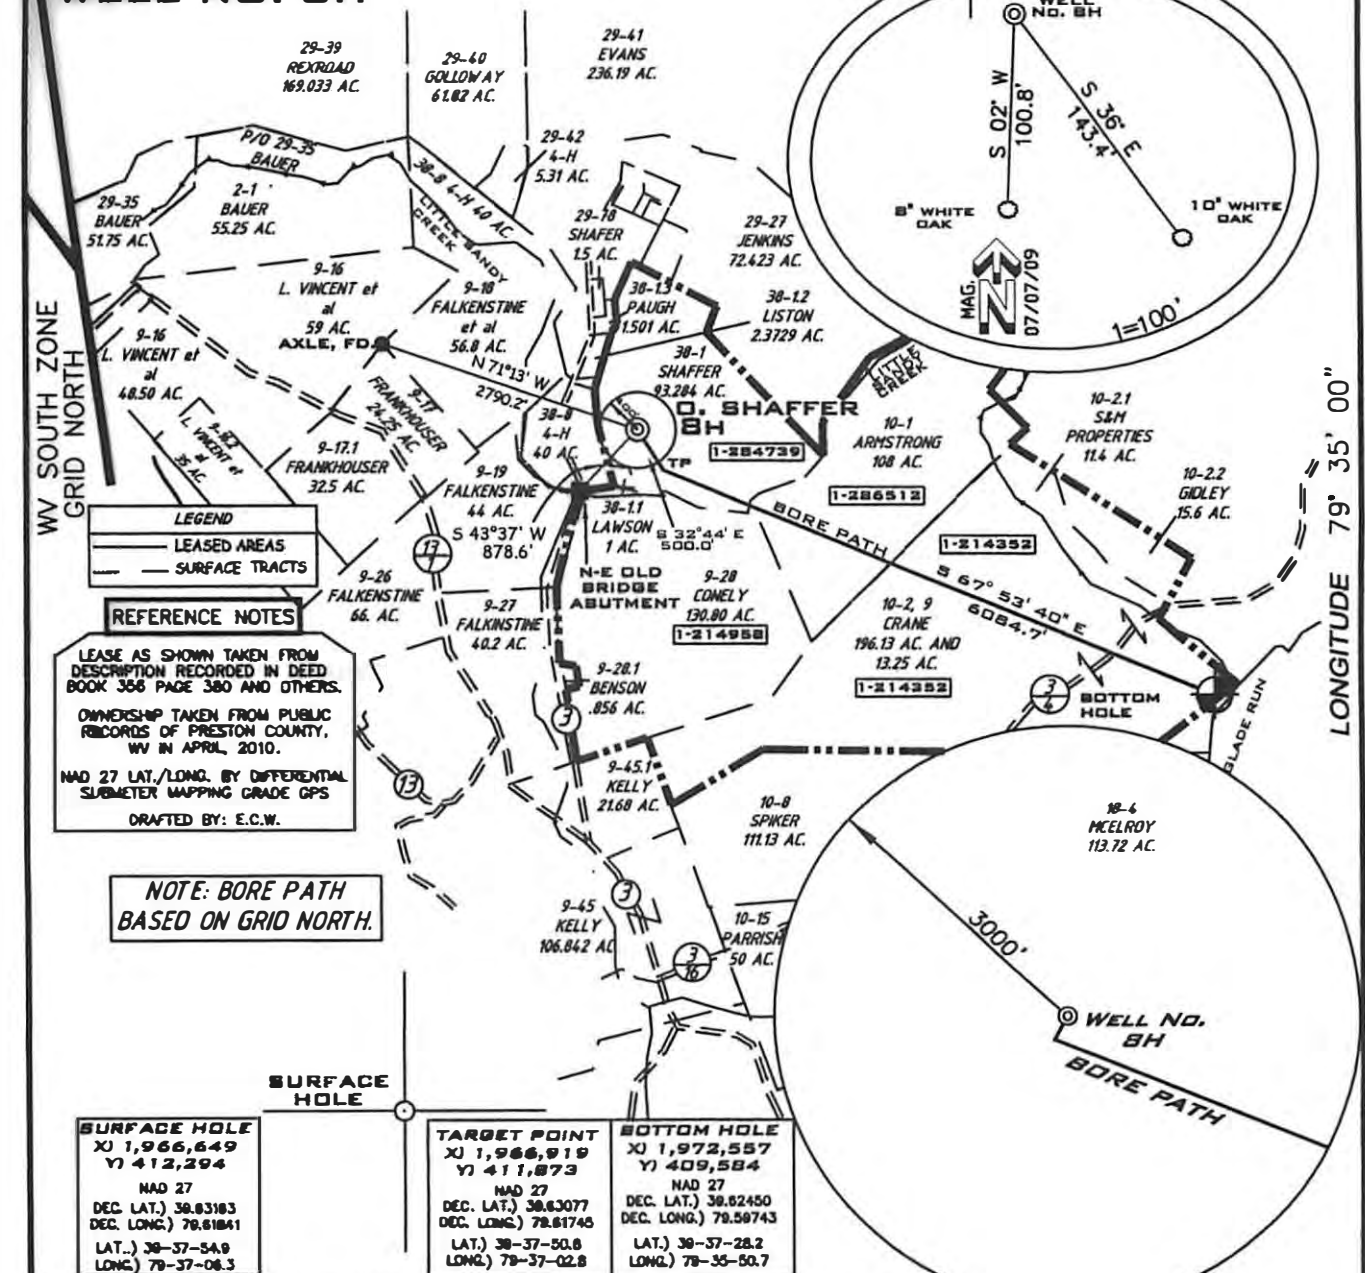 WELL
No. 8H
S 02° W
100.8'
S 36° E
143.4'
8" WHITE
OAK
10" WHITE
OAK
MAG.
N
07/07/09
1=100'
29-39
REXROAD
169.033 AC.
29-40
GOLLOWAY
61.82 AC.
29-41
EVANS
236.19 AC.
29-42
4-H
5.31 AC.
P/O 29-35
BAUER
38-8 4-H 40 AC
LITTLE SANDY
CREEK
29-35
BAUER
51.75 AC.
2-1
BAUER
55.25 AC.
29-78
SHAFER
1.5 AC.
29-27
JENKINS
72.423 AC.
9-16
L. VINCENT et
al
59 AC.
AXLE, FD.
9-18
FALKENSTINE
et al
56.8 AC.
38-1.3
PAUGH
1.501 AC.
38-1.2
LISTON
2.3729 AC.
9-16
L. VINCENT et
al
48.50 AC.
N 71°13' W
2790.2'
38-1
SHAFFER
93.284 AC.
LITTLE
SANDY
CREEK
400'
O. SHAFFER
8H
1-284739
TP
38-8
4-H
40 AC.
9-17
FRANKHOUSER
24.25 AC
9-16.3
L. VINCENT et
al
35 AC.
9-17.1
FRANKHOUSER
32.5 AC.
9-19
FALKENSTINE
44 AC.
10-1
ARMSTRONG
108 AC.
1-286512
10-2.1
S&M
PROPERTIES
11.4 AC.
10-2.2
GIDLEY
15.6 AC.
WV SOUTH ZONE
GRID NORTH
LONGITUDE 79° 35' 00"
LEGEND
LEASED AREAS
SURFACE TRACTS
13
7
S 43°37' W
878.6'
38-1.1
LAWSON
1 AC.
S 32°44' E
500.0'
BORE PATH
1-214352
S 67° 53' 40" E
6084.7'
N-E OLD
BRIDGE
ABUTMENT
9-26
FALKENSTINE
66. AC.
9-27
FALKINSTINE
40.2 AC.
9-28
CONELY
130.80 AC.
1-214958
10-2, 9
CRANE
196.13 AC. AND
13.25 AC.
1-214352
REFERENCE NOTES
LEASE AS SHOWN TAKEN FROM
DESCRIPTION RECORDED IN DEED
BOOK 356 PAGE 380 AND OTHERS.
OWNERSHIP TAKEN FROM PUBLIC
RECORDS OF PRESTON COUNTY,
WV IN APRIL, 2010.
NAD 27 LAT./LONG. BY DIFFERENTIAL
SUBMETER MAPPING GRADE GPS
DRAFTED BY: E.C.W.
9-28.1
BENSON
.856 AC.
3
3
4
BOTTOM
HOLE
GLADE RUN
13
9-45.1
KELLY
21.68 AC.
10-8
SPIKER
111.13 AC.
18-4
MCELROY
113.72 AC.
NOTE: BORE PATH
BASED ON GRID NORTH.
3
9-45
KELLY
106.842 AC
3
16
10-15
PARRISH
50 AC.
3000'
WELL No.
8H
BORE PATH
SURFACE
HOLE
SURFACE HOLE
X) 1,966,649
Y) 412,294
NAD 27
DEC. LAT.) 39.63193
DEC. LONG.) 79.61841
LAT..) 39-37-54.9
LONG.) 79-37-06.3
TARGET POINT
X) 1,966,919
Y) 411,873
NAD 27
DEC. LAT.) 39.63077
DEC. LONG.) 79.61745
LAT.) 39-37-50.8
LONG.) 79-37-02.8
BOTTOM HOLE
X) 1,972,557
Y) 409,584
NAD 27
DEC. LAT.) 39.62450
DEC. LONG.) 79.59743
LAT.) 39-37-28.2
LONG.) 79-35-50.7